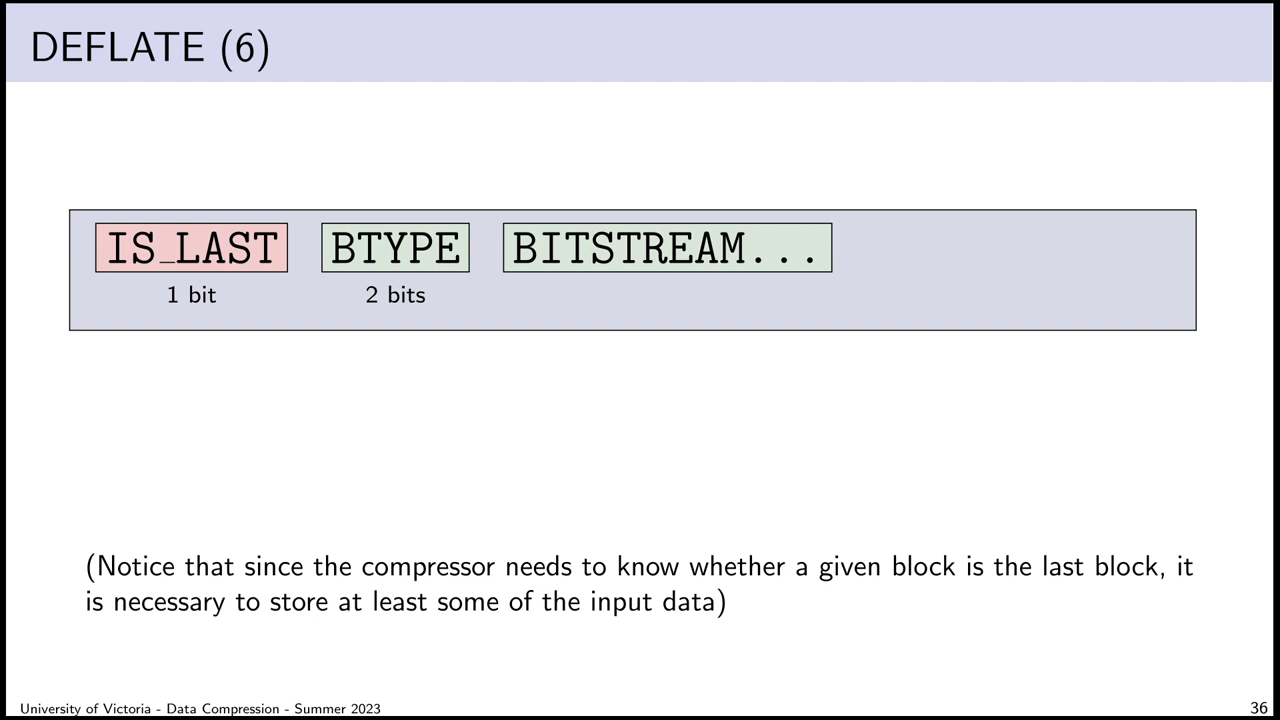 DEFLATE (6)
IS_LAST BTYPE BITSTREAM...
1 bit 2 bits
(Notice that since the compressor needs to know whether a given block is the last block, it
is necessary to store at least some of the input data)
University of Victoria - Data Compression - Summer 2023 36